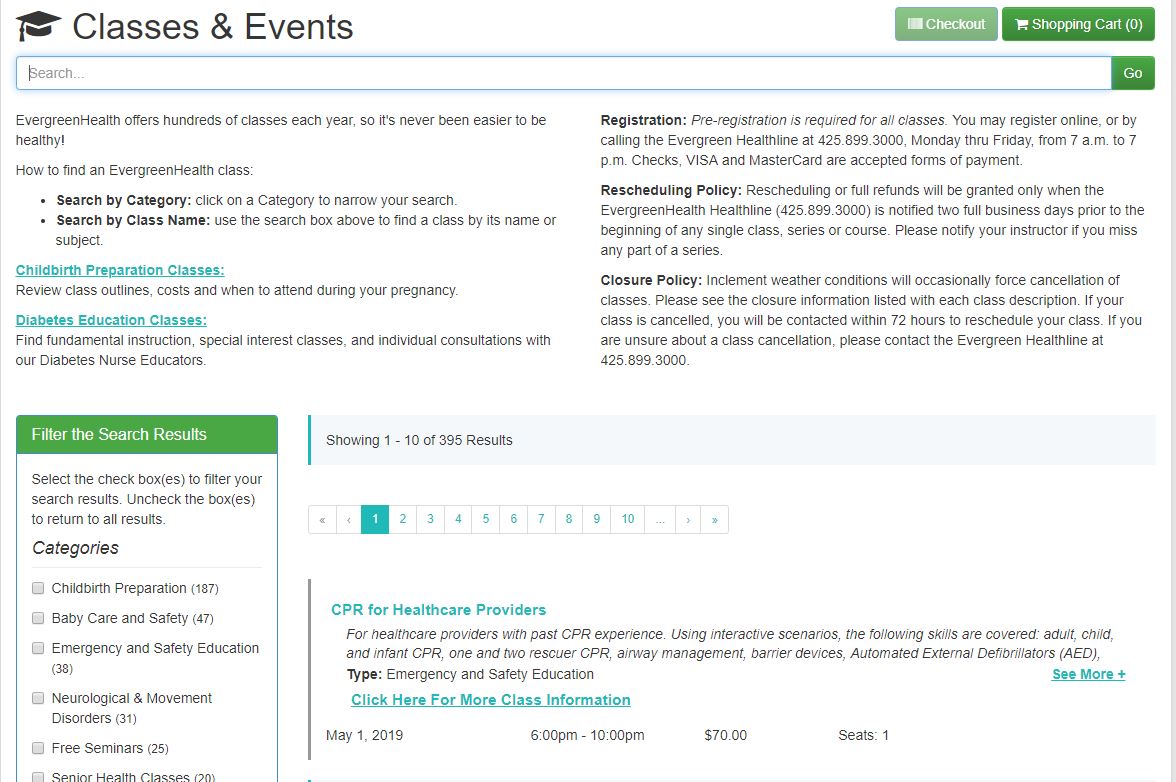 Classes & Events
Checkout
Shopping Cart (0)
Search...
Go
EvergreenHealth offers hundreds of classes each year, so it's never been easier to be
healthy!
How to find an EvergreenHealth class:
• Search by Category: click on a Category to narrow your search.
• Search by Class Name: use the search box above to find a class by its name or
subject.
Childbirth Preparation Classes:
Review class outlines, costs and when to attend during your pregnancy.
Diabetes Education Classes:
Find fundamental instruction, special interest classes, and individual consultations with
our Diabetes Nurse Educators.
Registration: Pre-registration is required for all classes. You may register online, or by
calling the Evergreen Healthline at 425.899.3000, Monday thru Friday, from 7 a.m. to 7
p.m. Checks, VISA and MasterCard are accepted forms of payment.
Rescheduling Policy: Rescheduling or full refunds will be granted only when the
EvergreenHealth Healthline (425.899.3000) is notified two full business days prior to the
beginning of any single class, series or course. Please notify your instructor if you miss
any part of a series.
Closure Policy: Inclement weather conditions will occasionally force cancellation of
classes. Please see the closure information listed with each class description. If your
class is cancelled, you will be contacted within 72 hours to reschedule your class. If you
are unsure about a class cancellation, please contact the Evergreen Healthline at
425.899.3000.
Filter the Search Results
Select the check box(es) to filter your
search results. Uncheck the box(es)
to return to all results.
Categories
Childbirth Preparation (187)
Baby Care and Safety (47)
Emergency and Safety Education
(38)
Neurological & Movement
Disorders (31)
Free Seminars (25)
Senior Health Classes (20)
Showing 1 - 10 of 395 Results
« ‹ 1 2 3 4 5 6 7 8 9 10 ... › »
CPR for Healthcare Providers
For healthcare providers with past CPR experience. Using interactive scenarios, the following skills are covered: adult, child,
and infant CPR, one and two rescuer CPR, airway management, barrier devices, Automated External Defibrillators (AED),
Type: Emergency and Safety Education
See More +
Click Here For More Class Information
May 1, 2019 6:00pm - 10:00pm $70.00 Seats: 1